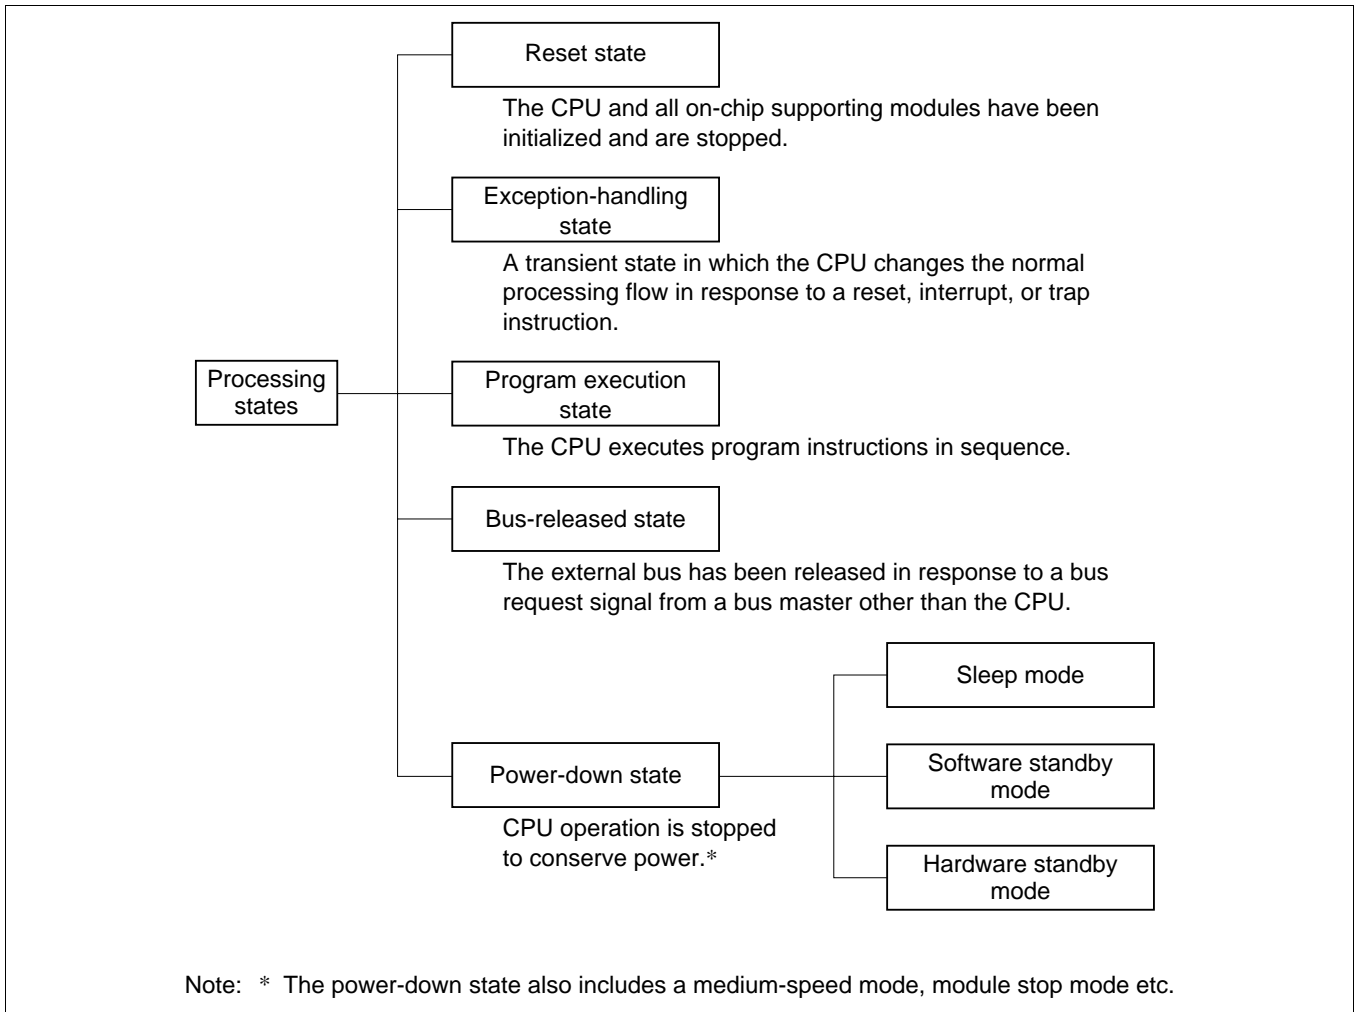 Reset state
The CPU and all on-chip supporting modules have been
initialized and are stopped.
Exception-handling
state
A transient state in which the CPU changes the normal
processing flow in response to a reset, interrupt, or trap
instruction.
Processing
states
Program execution
state
The CPU executes program instructions in sequence.
Bus-released state
The external bus has been released in response to a bus
request signal from a bus master other than the CPU.
Sleep mode
Power-down state
CPU operation is stopped
to conserve power.*
Software standby
mode
Hardware standby
mode
Note: * The power-down state also includes a medium-speed mode, module stop mode etc.